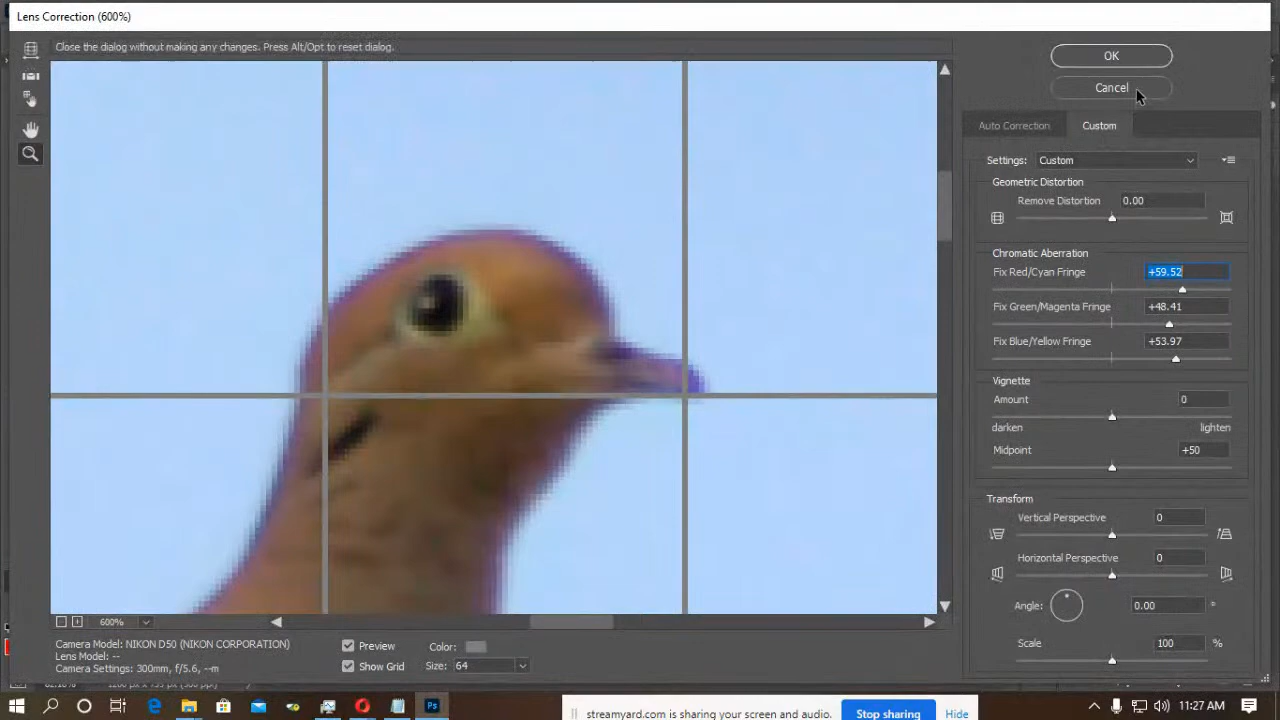 Lens Correction (600%)
Close the dialog without making any changes. Press Alt/Opt to reset dialog.
OK
Cancel
Auto Correction
Custom
Settings: Custom
Geometric Distortion
Remove Distortion 0.00
Chromatic Aberration
Fix Red/Cyan Fringe +59.52
Fix Green/Magenta Fringe +48.41
Fix Blue/Yellow Fringe +53.97
Vignette
Amount 0
darken lighten
Midpoint +50
Transform
Vertical Perspective 0
Horizontal Perspective 0
Angle: 0.00 °
Scale 100 %
600%
Camera Model: NIKON D50 (NIKON CORPORATION)
Lens Model: --
Camera Settings: 300mm, f/5.6, --m
Preview Color:
Show Grid Size: 64
Ps
streamyard.com is sharing your screen and audio.
Stop sharing
Hide
11:27 AM